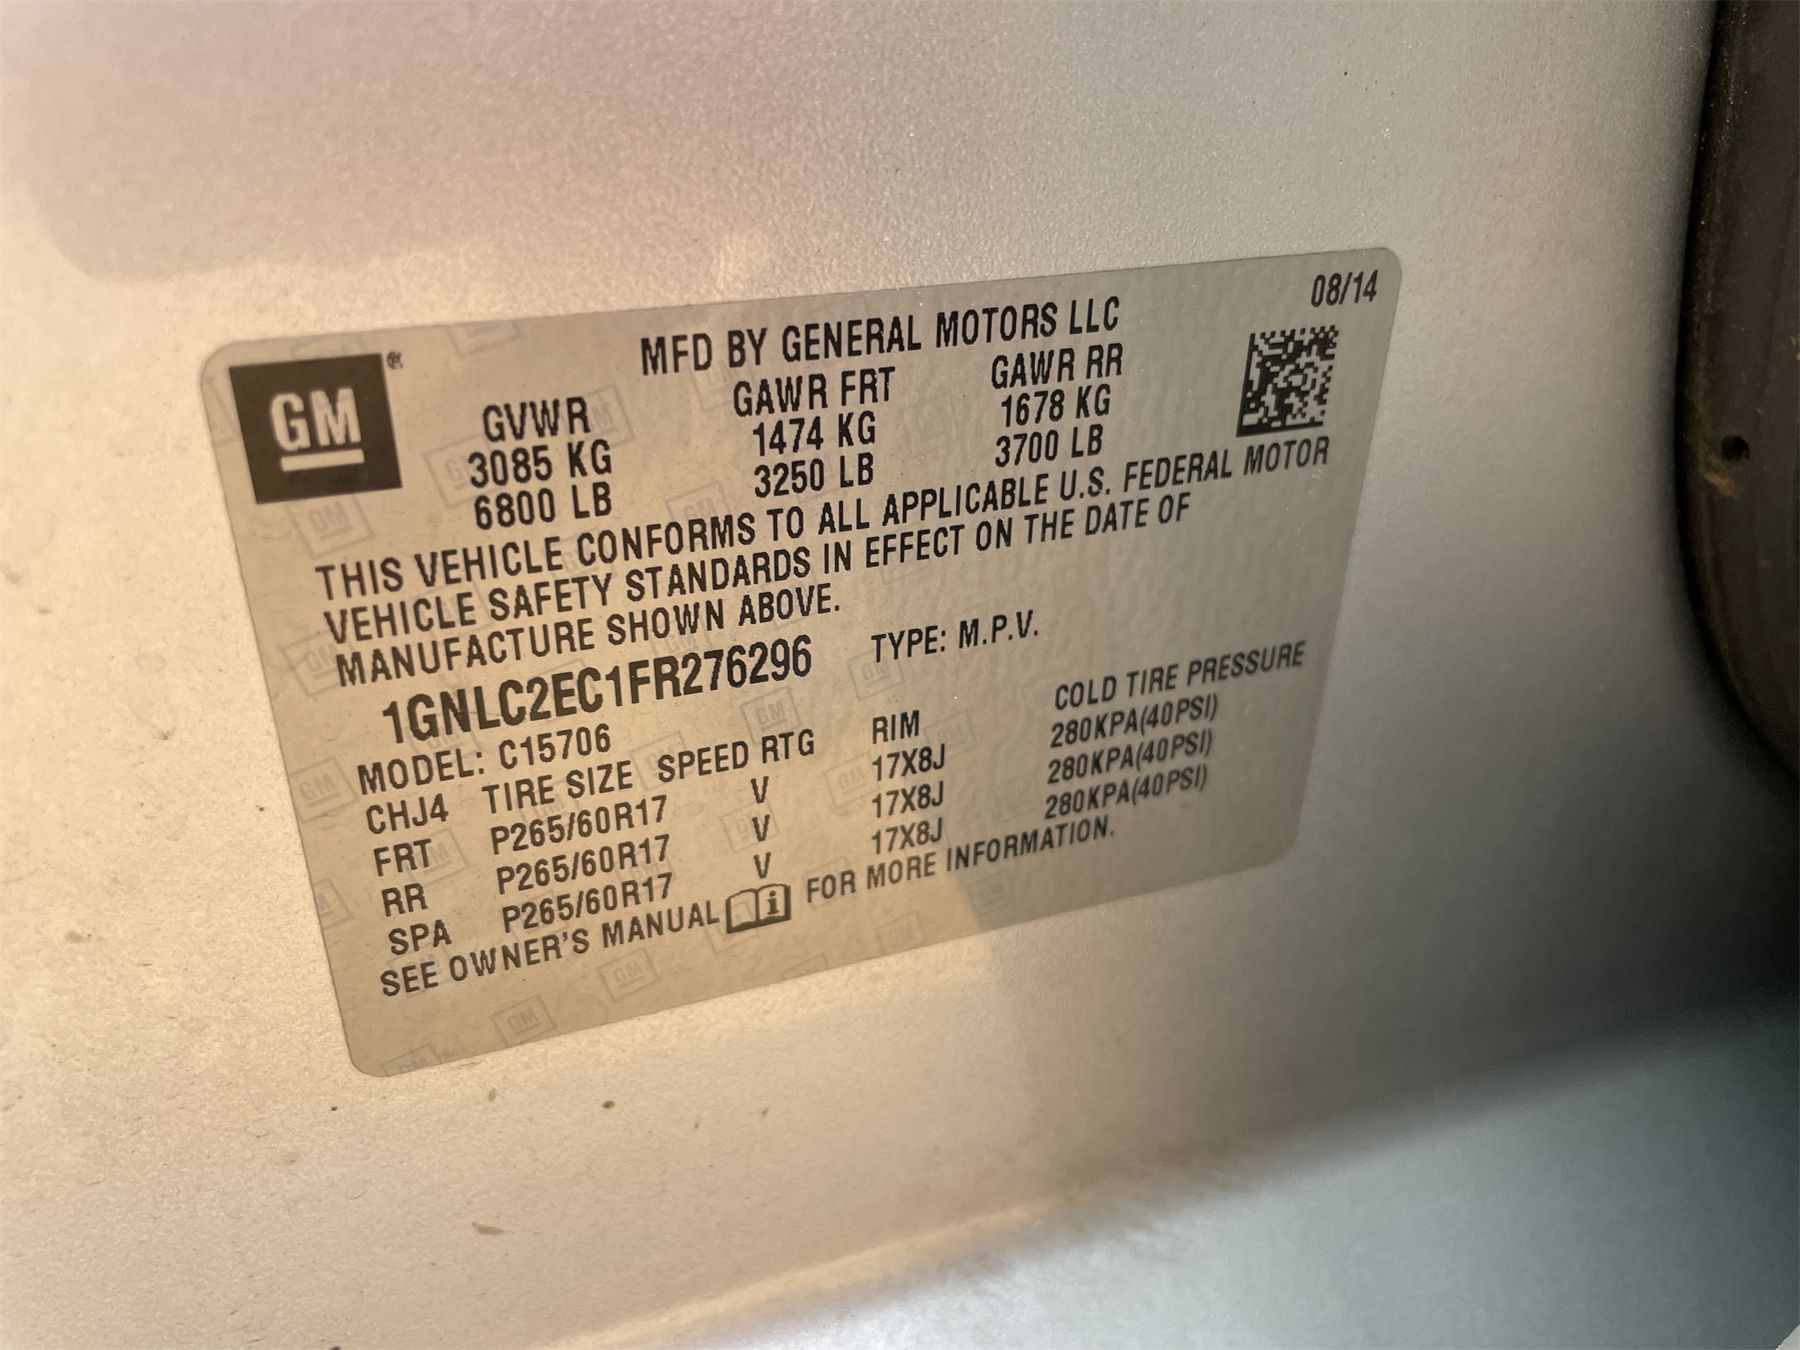 08/14
MFD BY GENERAL MOTORS LLC
GM®
GVWR GAWR FRT GAWR RR
3085 KG 1474 KG 1678 KG
6800 LB 3250 LB 3700 LB
THIS VEHICLE CONFORMS TO ALL APPLICABLE U.S. FEDERAL MOTOR
VEHICLE SAFETY STANDARDS IN EFFECT ON THE DATE OF
MANUFACTURE SHOWN ABOVE.
1GNLC2EC1FR276296 TYPE: M.P.V.
MODEL: C15706
CHJ4 TIRE SIZE SPEED RTG RIM COLD TIRE PRESSURE
FRT P265/60R17 V 17X8J 280KPA(40PSI)
RR P265/60R17 V 17X8J 280KPA(40PSI)
SPA P265/60R17 V 17X8J 280KPA(40PSI)
SEE OWNER'S MANUAL FOR MORE INFORMATION.